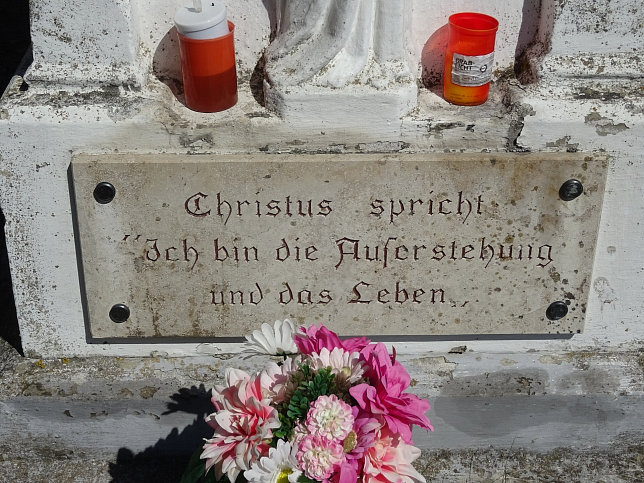 Christus spricht
"Ich bin die Auferstehung
und das Leben